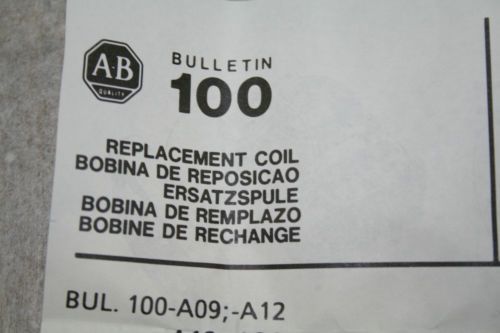 A-B
QUALITY
BULLETIN
100
REPLACEMENT COIL
BOBINA DE REPOSICAO
ERSATZSPULE
BOBINA DE REMPLAZO
BOBINE DE RECHANGE
BUL. 100-A09;-A12